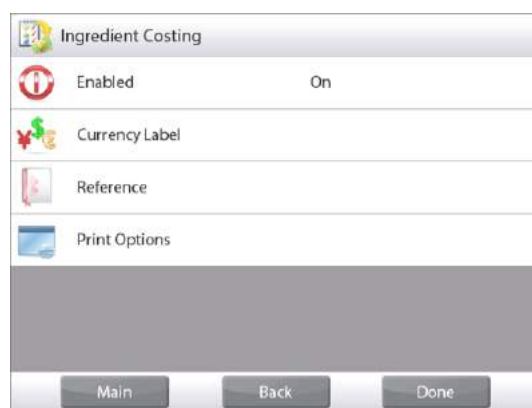 Ingredient Costing
Enabled On
Currency Label
Reference
Print Options
Main Back Done